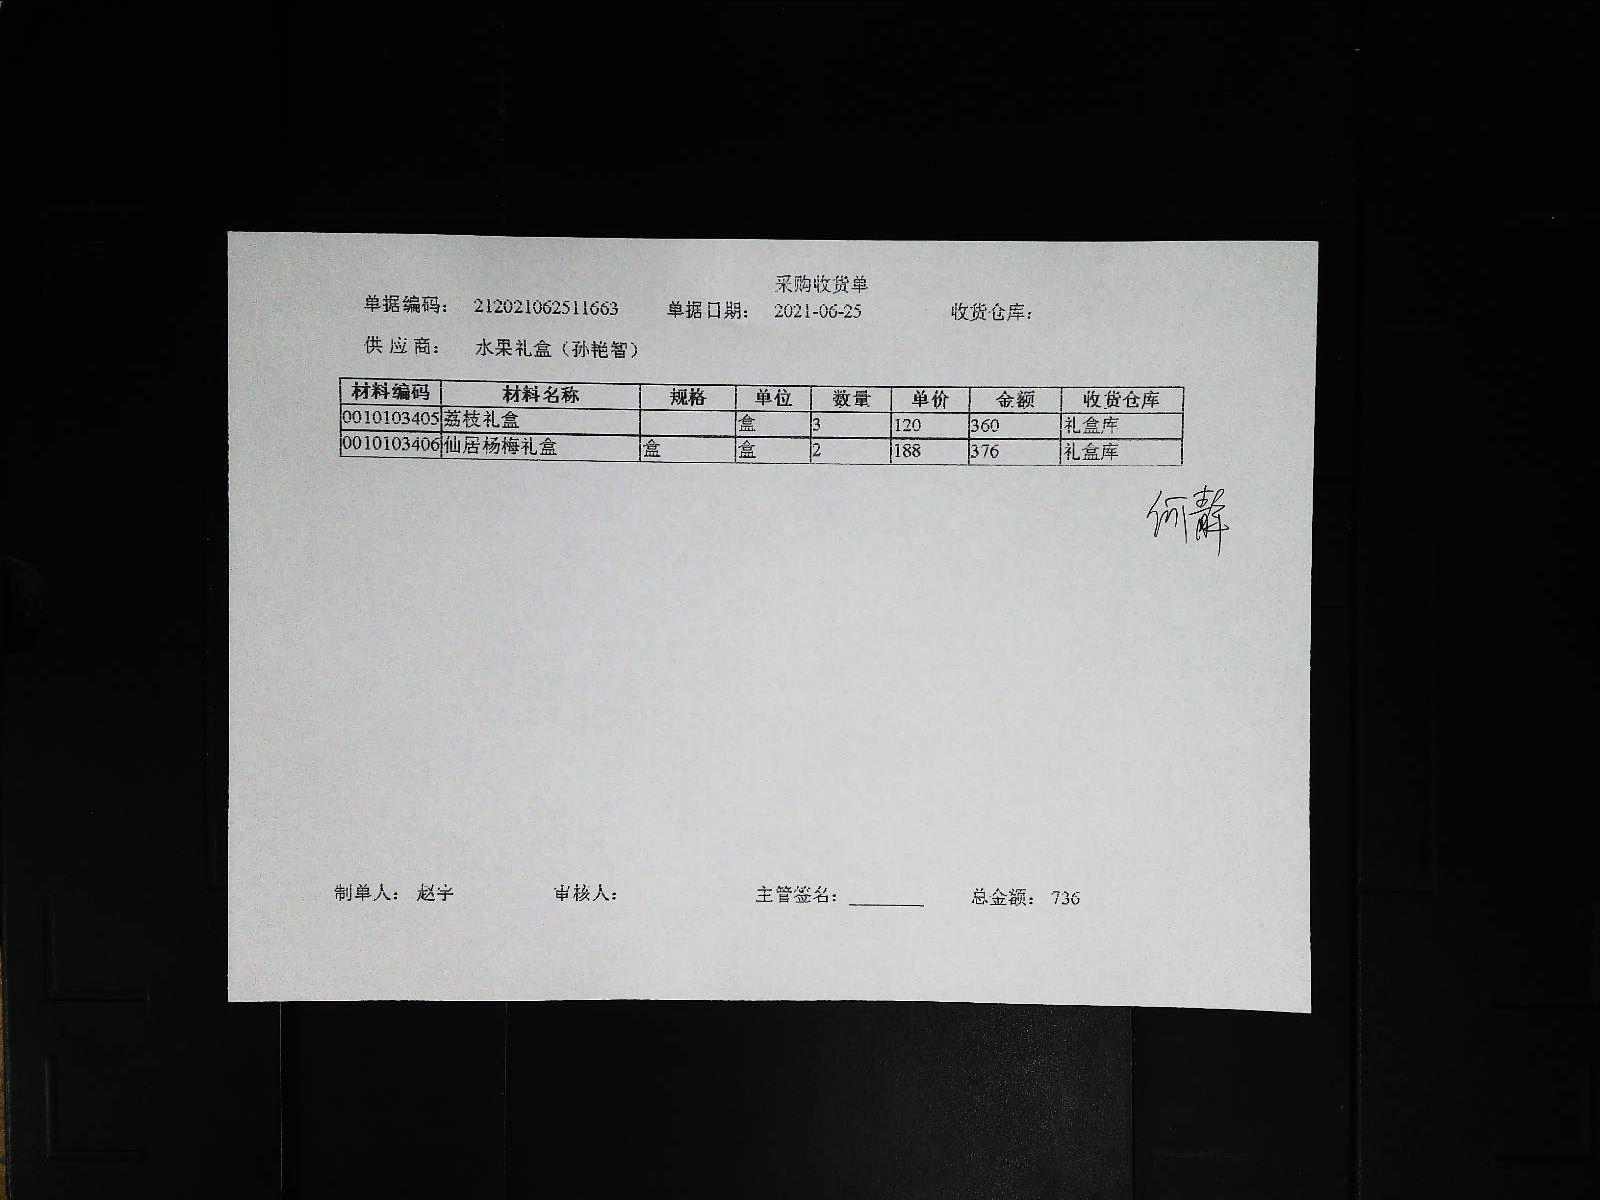 采购收货单
单据编码： 212021062511663 单据日期： 2021-06-25 收货仓库：
供 应 商： 水果礼盒（孙艳智）
材料编码 材料名称 规格 单位 数量 单价 金额 收货仓库
0010103405 荔枝礼盒 盒 3 120 360 礼盒库
0010103406 仙居杨梅礼盒 盒 盒 2 188 376 礼盒库
何静
制单人： 赵宇 审核人： 主管签名： 总金额： 736